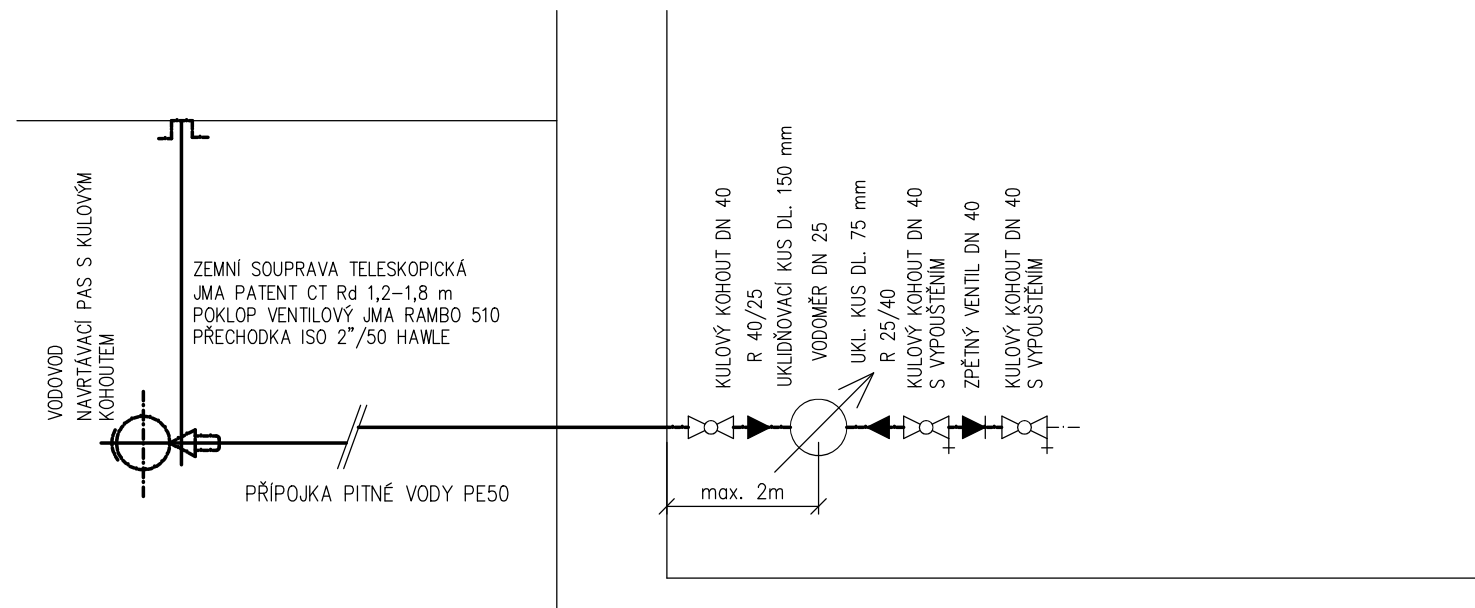 VODOVOD
NAVRTÁVACÍ PAS S KULOVÝM
KOHOUTEM
ZEMNÍ SOUPRAVA TELESKOPICKÁ
JMA PATENT CT Rd 1,2–1,8 m
POKLOP VENTILOVÝ JMA RAMBO 510
PŘECHODKA ISO 2"/50 HAWLE
PŘÍPOJKA PITNÉ VODY PE50
KULOVÝ KOHOUT DN 40
R 40/25
UKLIDŇOVACÍ KUS DL. 150 mm
VODOMĚR DN 25
UKL. KUS DL. 75 mm
R 25/40
KULOVÝ KOHOUT DN 40
S VYPOUŠTĚNÍM
ZPĚTNÝ VENTIL DN 40
KULOVÝ KOHOUT DN 40
S VYPOUŠTĚNÍM
max. 2m